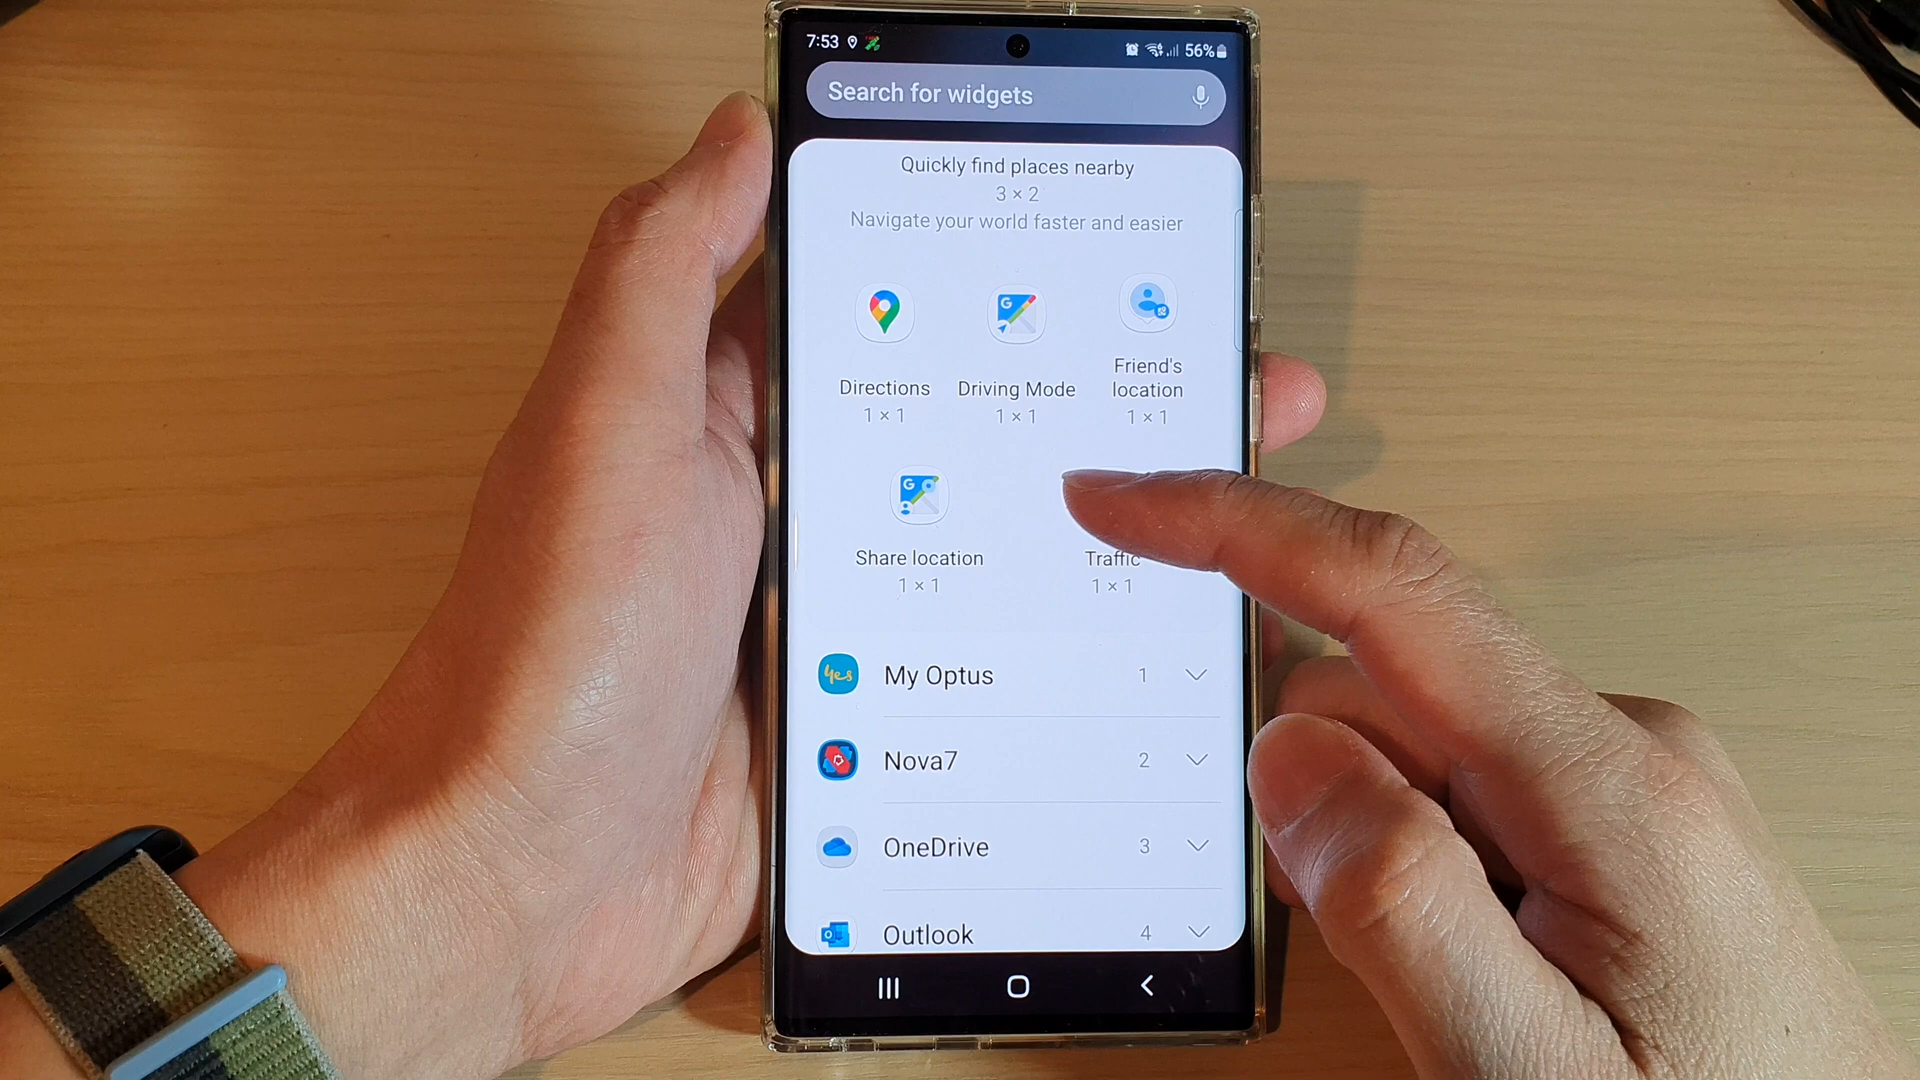 7:53
56%
Search for widgets
Quickly find places nearby
3 × 2
Navigate your world faster and easier
Directions
1 × 1
Driving Mode
1 × 1
Friend's
location
1 × 1
Share location
1 × 1
Traffic
1 × 1
yes My Optus 1
Nova7 2
OneDrive 3
Outlook 4